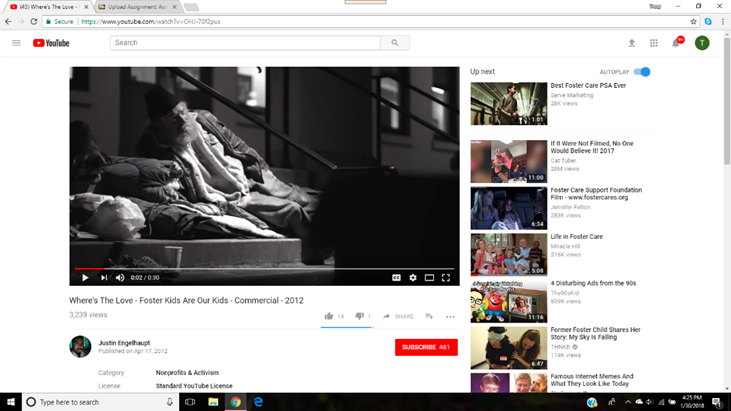 (45) Where's The Love - F
Upload Assignment: Ass
Secure
https://www.youtube.com/watch?v=OHJ-70f2pus
YouTube
Search
9+
T
Up next
AUTOPLAY
Best Foster Care PSA Ever
Serve Marketing
28K views
1:01
If It Were Not Filmed, No One
Would Believe It! 2017
Cat Tuber
28M views
11:00
Foster Care Support Foundation
Film - www.fostercares.org
Jennifer Felton
283K views
6:34
Life in Foster Care
Miracle Hill
216K views
5:08
4 Disturbing Ads from the 90s
839K views
11:16
Former Foster Child Shares Her
Story: My Sky Is Falling
THNKR
119K views
6:47
Famous Internet Memes And
What They Look Like Today
0:02 / 0:30
Where's The Love - Foster Kids Are Our Kids - Commercial - 2012
3,239 views
14
1
SHARE
Justin Engelhaupt
Published on Apr 17, 2012
SUBSCRIBE 461
Category
Nonprofits & Activism
License
Standard YouTube License
Type here to search
4:25 PM
1/30/2018